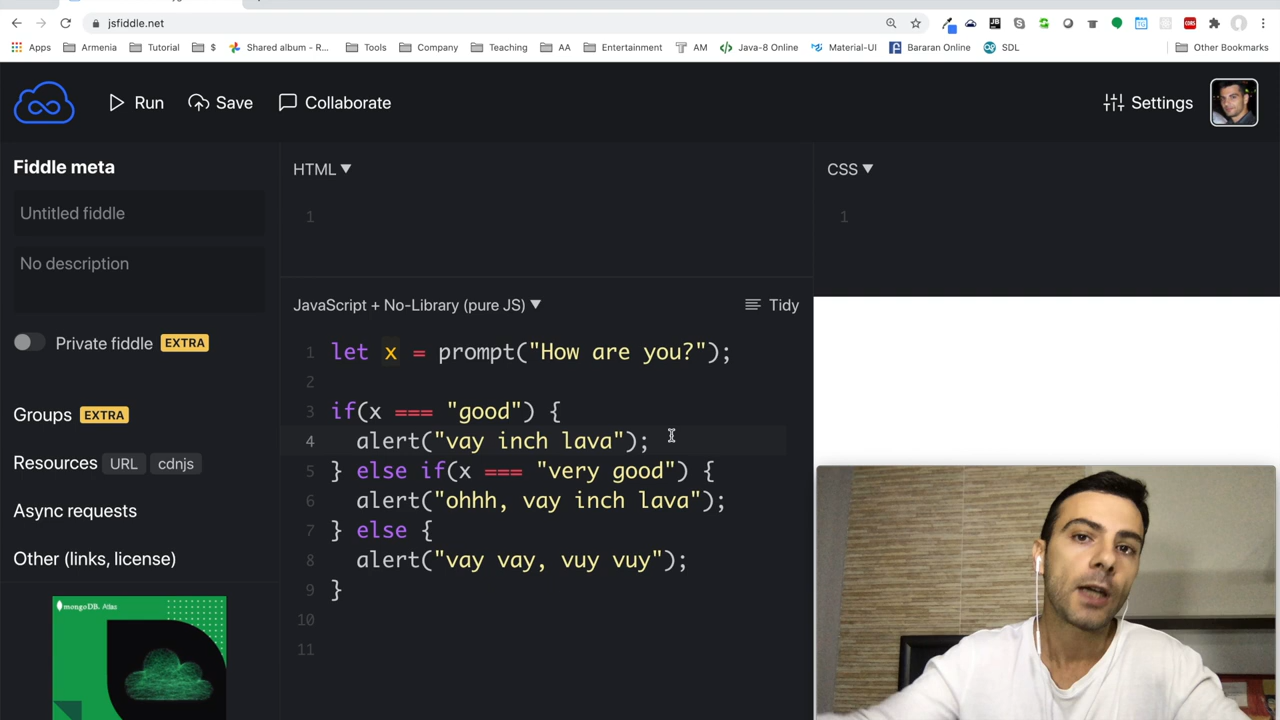 jsfiddle.net
Apps Armenia Tutorial $ Shared album - R... Tools Company Teaching AA Entertainment AM Java-8 Online Material-UI Bararan Online SDL Other Bookmarks
Run Save Collaborate Settings
Fiddle meta
Untitled fiddle
No description
Private fiddle EXTRA
Groups EXTRA
Resources URL cdnjs
Async requests
Other (links, license)
mongoDB. Atlas
HTML ▼
1
CSS ▼
1
JavaScript + No-Library (pure JS) ▼ Tidy
1 let x = prompt("How are you?");
2
3 if(x === "good") {
4 alert("vay inch lava");
5 } else if(x === "very good") {
6 alert("ohhh, vay inch lava");
7 } else {
8 alert("vay vay, vuy vuy");
9 }
10
11